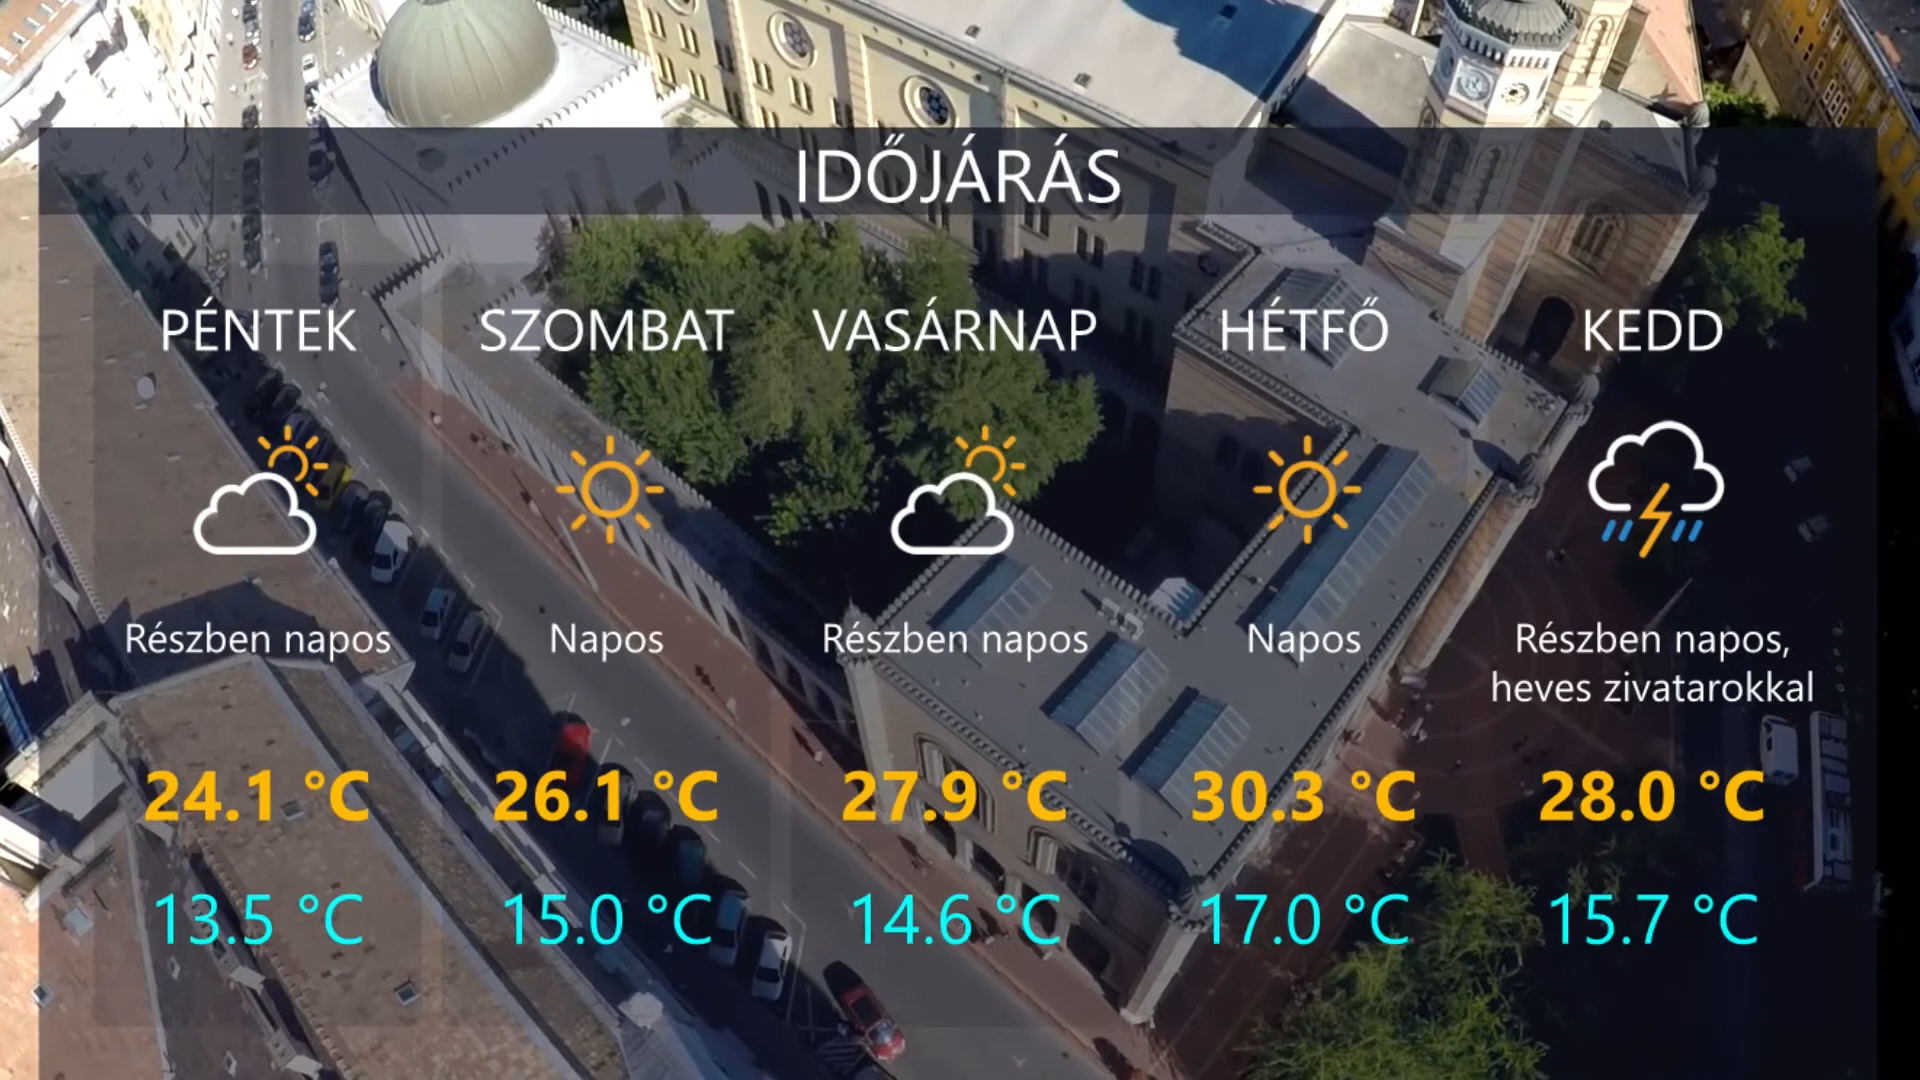 IDŐJÁRÁS
PÉNTEK
SZOMBAT
VASÁRNAP
HÉTFŐ
KEDD
Részben napos
Napos
Részben napos
Napos
Részben napos,
heves zivatarokkal
24.1 °C
26.1 °C
27.9 °C
30.3 °C
28.0 °C
13.5 °C
15.0 °C
14.6 °C
17.0 °C
15.7 °C